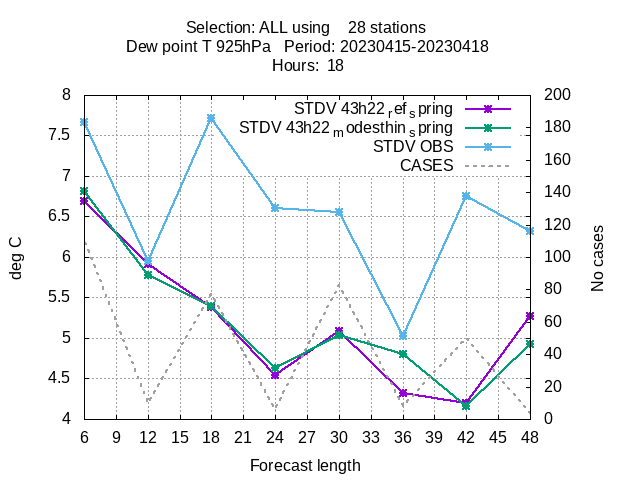 Selection: ALL using 28 stations
Dew point T 925hPa Period: 20230415-20230418
Hours: 18
STDV 43h22 ref spring
STDV 43h22 modesthin spring
STDV OBS
CASES
8
7.5
7
6.5
6
5.5
5
4.5
4
200
180
160
140
120
100
80
60
40
20
0
deg C
No cases
6 9 12 15 18 21 24 27 30 33 36 39 42 45 48
Forecast length